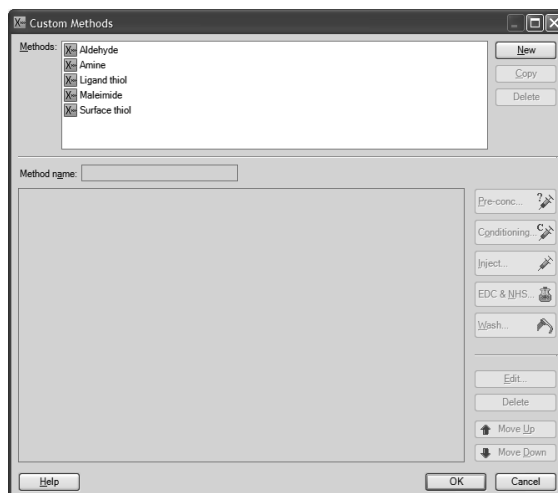 Custom Methods
Methods:
Aldehyde
Amine
Ligand thiol
Maleimide
Surface thiol
New
Copy
Delete
Method name:
Pre-conc...
Conditioning...
Inject...
EDC & NHS...
Wash...
Edit...
Delete
Move Up
Move Down
Help
OK
Cancel